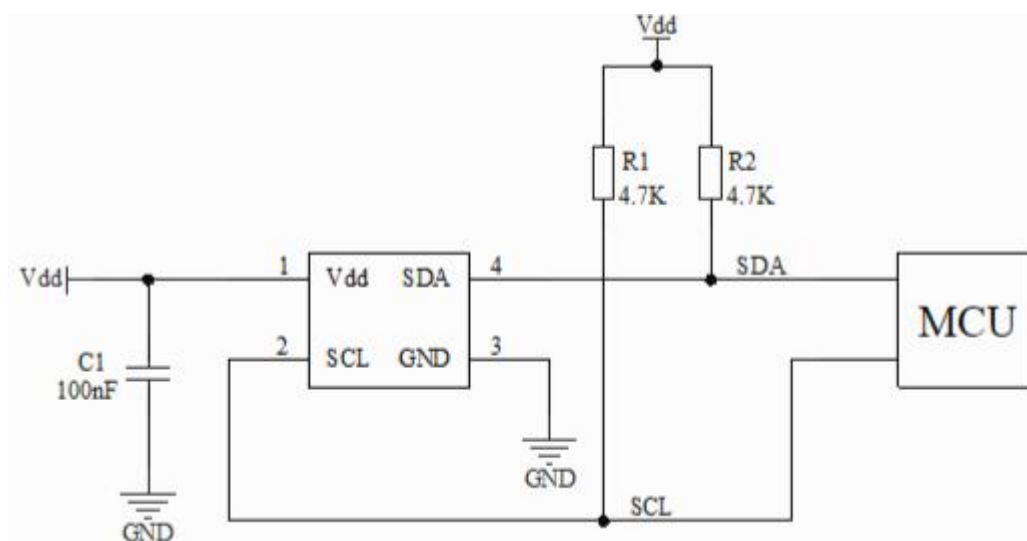 Vdd
R1
4.7K
R2
4.7K
Vdd
1
Vdd
SDA
4
SDA
MCU
2
SCL
GND
3
C1
100nF
GND
GND
SCL